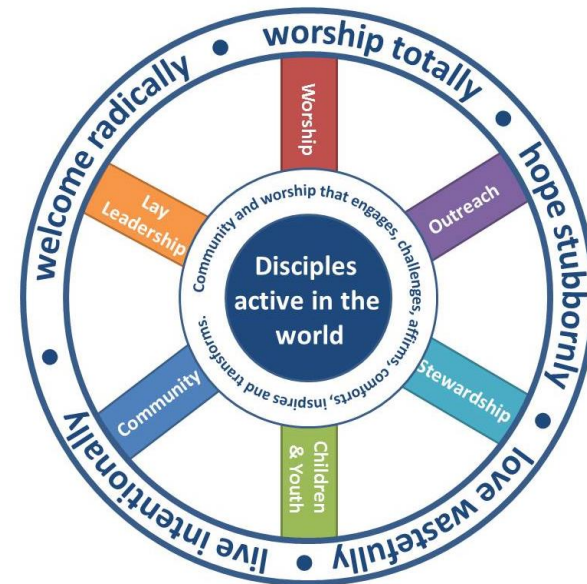 welcome radically • worship totally • hope stubbornly • love wastefully • live intentionally •
Worship
Outreach
Stewardship
Children
& Youth
Community
Lay
Leadership
Community and worship that engages, challenges, affirms, comforts, inspires and transforms.
Disciples
active in the
world